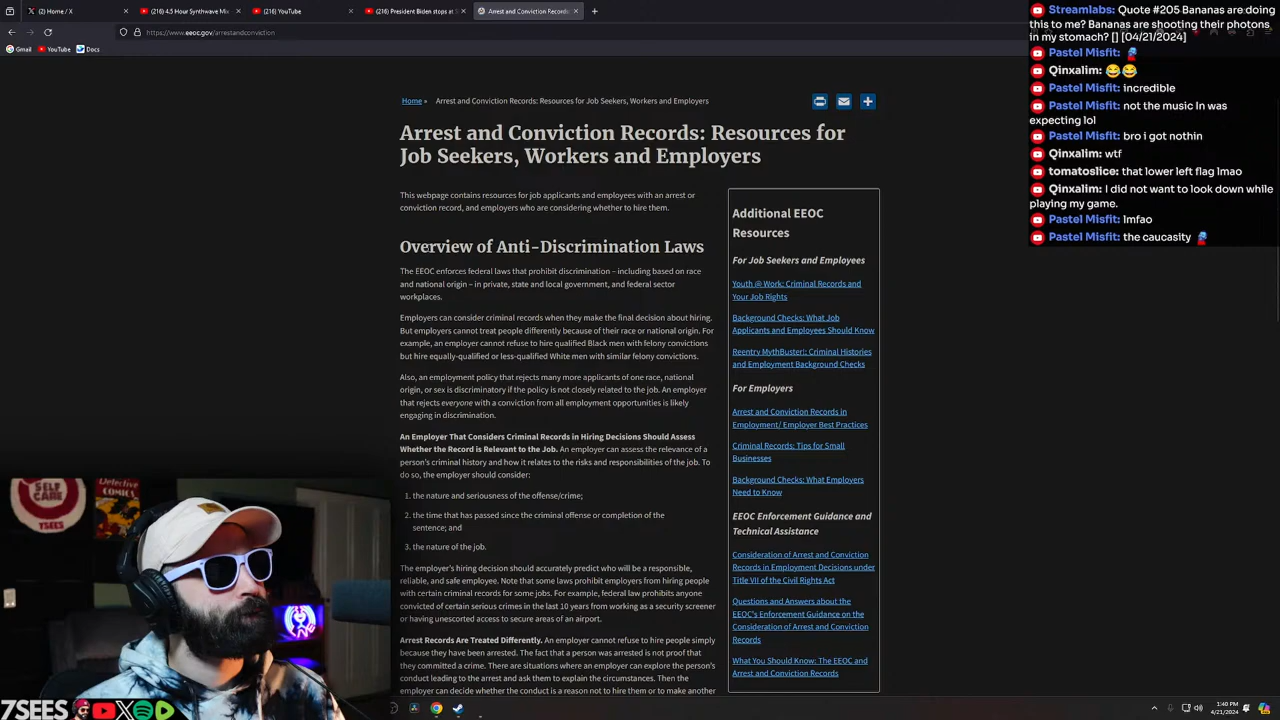 (2) Home / X
(216) 4.5 Hour Synthwave Mix
(216) YouTube
(216) President Biden stops at S
Arrest and Conviction Records:
https://www.eeoc.gov/arrestandconviction
Gmail
YouTube
Docs
Home » Arrest and Conviction Records: Resources for Job Seekers, Workers and Employers
Arrest and Conviction Records: Resources for
Job Seekers, Workers and Employers
This webpage contains resources for job applicants and employees with an arrest or
conviction record, and employers who are considering whether to hire them.
Overview of Anti-Discrimination Laws
The EEOC enforces federal laws that prohibit discrimination – including based on race
and national origin – in private, state and local government, and federal sector
workplaces.
Employers can consider criminal records when they make the final decision about hiring.
But employers cannot treat people differently because of their race or national origin. For
example, an employer cannot refuse to hire qualified Black men with felony convictions
but hire equally-qualified or less-qualified White men with similar felony convictions.
Also, an employment policy that rejects many more applicants of one race, national
origin, or sex is discriminatory if the policy is not closely related to the job. An employer
that rejects everyone with a conviction from all employment opportunities is likely
engaging in discrimination.
An Employer That Considers Criminal Records in Hiring Decisions Should Assess
Whether the Record is Relevant to the Job. An employer can assess the relevance of a
person's criminal history and how it relates to the risks and responsibilities of the job. To
do so, the employer should consider:
1. the nature and seriousness of the offense/crime;
2. the time that has passed since the criminal offense or completion of the
sentence; and
3. the nature of the job.
The employer's hiring decision should accurately predict who will be a responsible,
reliable, and safe employee. Note that some laws prohibit employers from hiring people
with certain criminal records for some jobs. For example, federal law prohibits anyone
convicted of certain serious crimes in the last 10 years from working as a security screener
or having unescorted access to secure areas of an airport.
Arrest Records Are Treated Differently. An employer cannot refuse to hire people simply
because they have been arrested. The fact that a person was arrested is not proof that
they committed a crime. There are situations where an employer can explore the person's
conduct leading to the arrest and ask them to explain the circumstances. Then the
employer can decide whether the conduct is a reason not to hire them or to make another
Additional EEOC
Resources
For Job Seekers and Employees
Youth @ Work: Criminal Records and
Your Job Rights
Background Checks: What Job
Applicants and Employees Should Know
Reentry MythBuster!: Criminal Histories
and Employment Background Checks
For Employers
Arrest and Conviction Records in
Employment/ Employer Best Practices
Criminal Records: Tips for Small
Businesses
Background Checks: What Employers
Need to Know
EEOC Enforcement Guidance and
Technical Assistance
Consideration of Arrest and Conviction
Records in Employment Decisions under
Title VII of the Civil Rights Act
Questions and Answers about the
EEOC's Enforcement Guidance on the
Consideration of Arrest and Conviction
Records
What You Should Know: The EEOC and
Arrest and Conviction Records
Streamlabs: Quote #205 Bananas are doing
this to me? Bananas are shooting their photons
in my stomach? [] [04/21/2024]
Pastel Misfit:
Qinxalim: 😂😂
Pastel Misfit: incredible
Pastel Misfit: not the music In was
expecting lol
Pastel Misfit: bro i got nothin
Qinxalim: wtf
tomatoslice: that lower left flag lmao
Qinxalim: I did not want to look down while
playing my game.
Pastel Misfit: lmfao
Pastel Misfit: the caucasity
SELF
CARE
7SEES
Detective
COMICS
7SEES
1:40 PM
4/21/2024